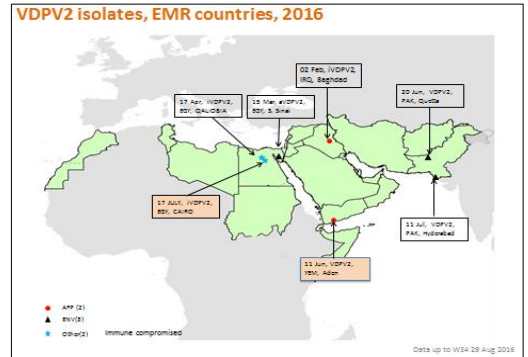 VDPV2 isolates, EMR countries, 2016
02 Feb, iVDPV2,
IRQ, Baghdad
17 Apr, iVDPV2,
EGY, QALIOBIA
15 Mar, aVDPV2,
EGY, S. Sinai
20 Jun, VDPV2,
PAK, Quetta
17 JULY, iVDPV2,
EGY, CAIRO
11 Jul, VDPV2,
PAK, Hyderabad
11 Jun, VDPV2,
YEM, Aden
AFP (2)
ENV(3)
Other(2) Immune compromised
Data up to W34 29 Aug 2016